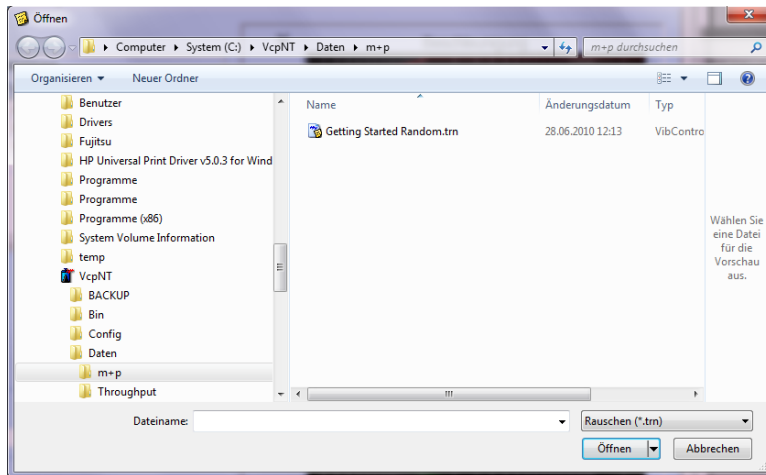 Öffnen
Computer ▸ System (C:) ▸ VcpNT ▸ Daten ▸ m+p
m+p durchsuchen
Organisieren
Neuer Ordner
Benutzer
Drivers
Fujitsu
HP Universal Print Driver v5.0.3 for Wind
Programme
Programme
Programme (x86)
System Volume Information
temp
VcpNT
BACKUP
Bin
Config
Daten
m+p
Throughput
Name Änderungsdatum Typ
Getting Started Random.trn 28.06.2010 12:13 VibContro
Wählen Sie
eine Datei
für die
Vorschau
aus.
Dateiname:
Rauschen (*.trn)
Öffnen
Abbrechen